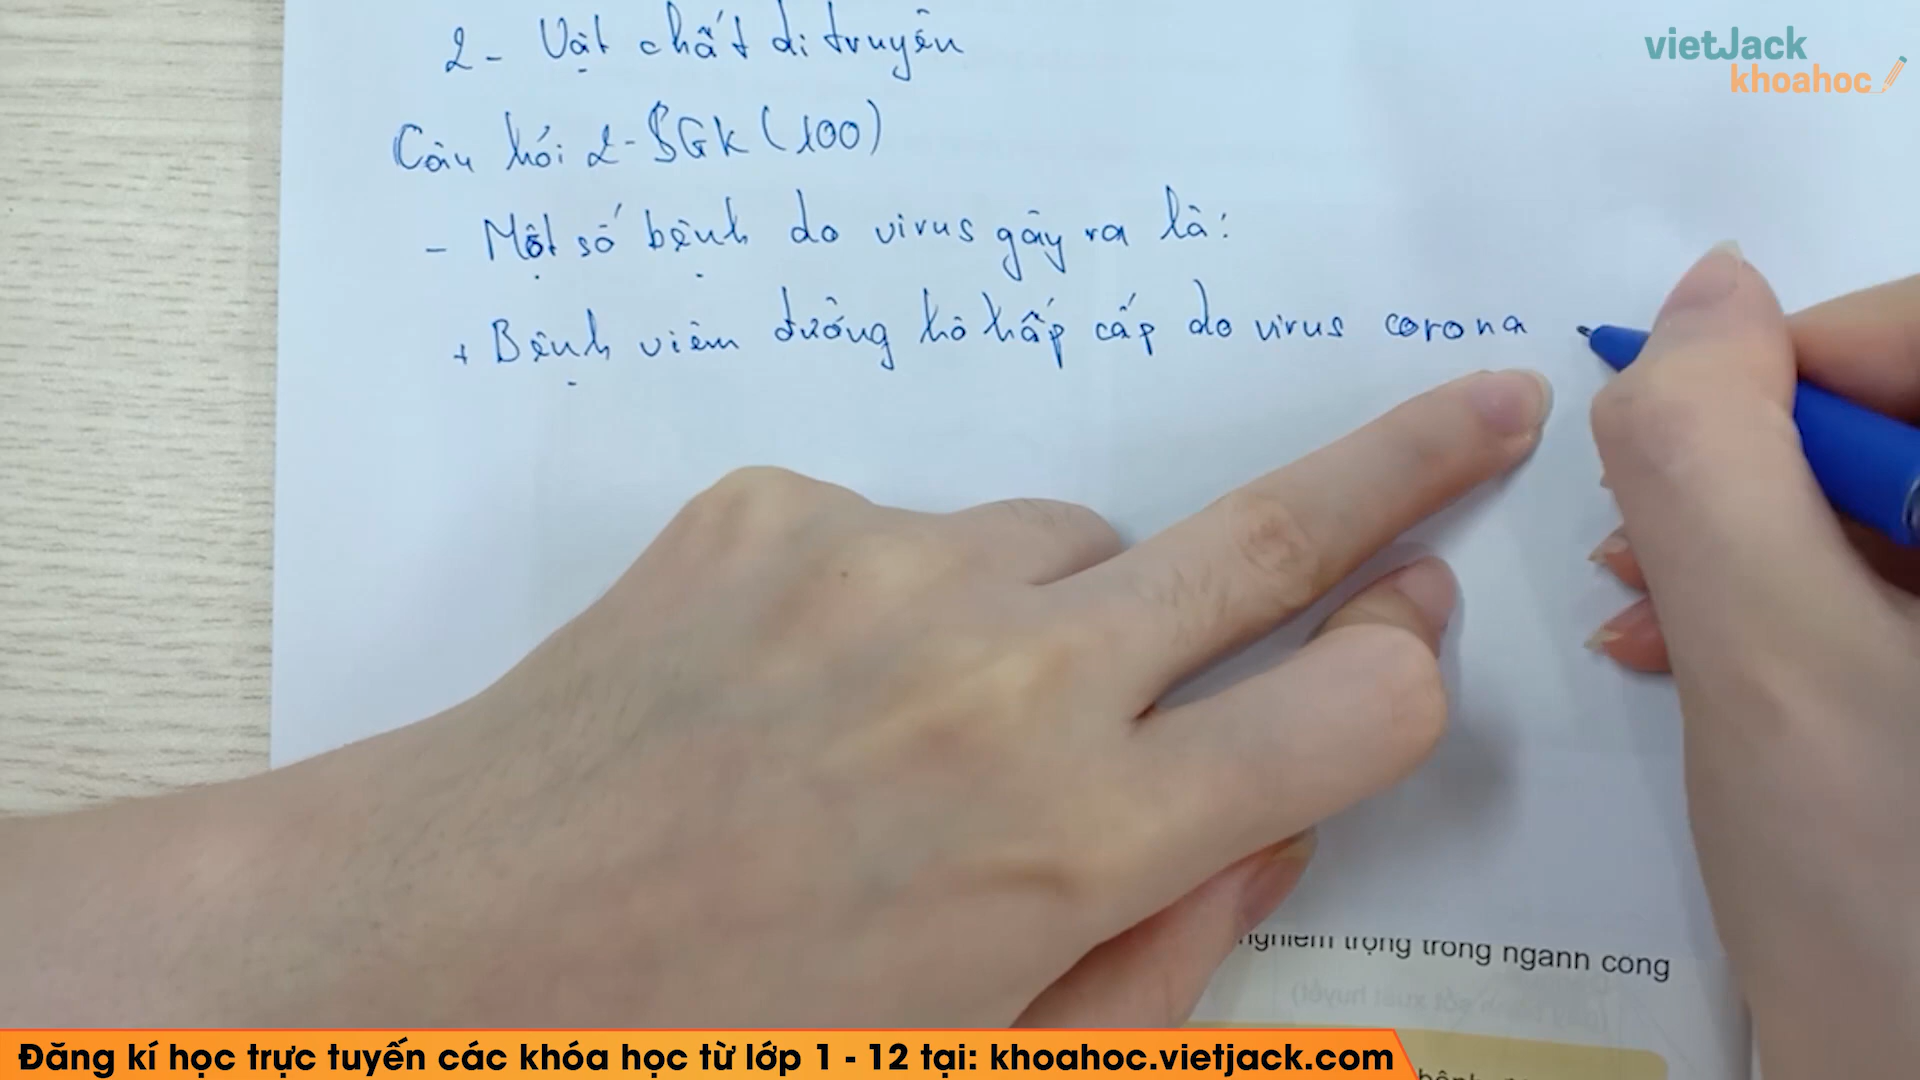 vietJack
khoahoc
2- Vật chất di truyền
Câu hỏi 2-SGK (100)
- Một số bệnh do virus gây ra là:
+ Bệnh viêm đường hô hấp cấp do virus corona
nghiêm trọng trong ngành công
Đăng kí học trực tuyến các khóa học từ lớp 1 - 12 tại: khoahoc.vietjack.com